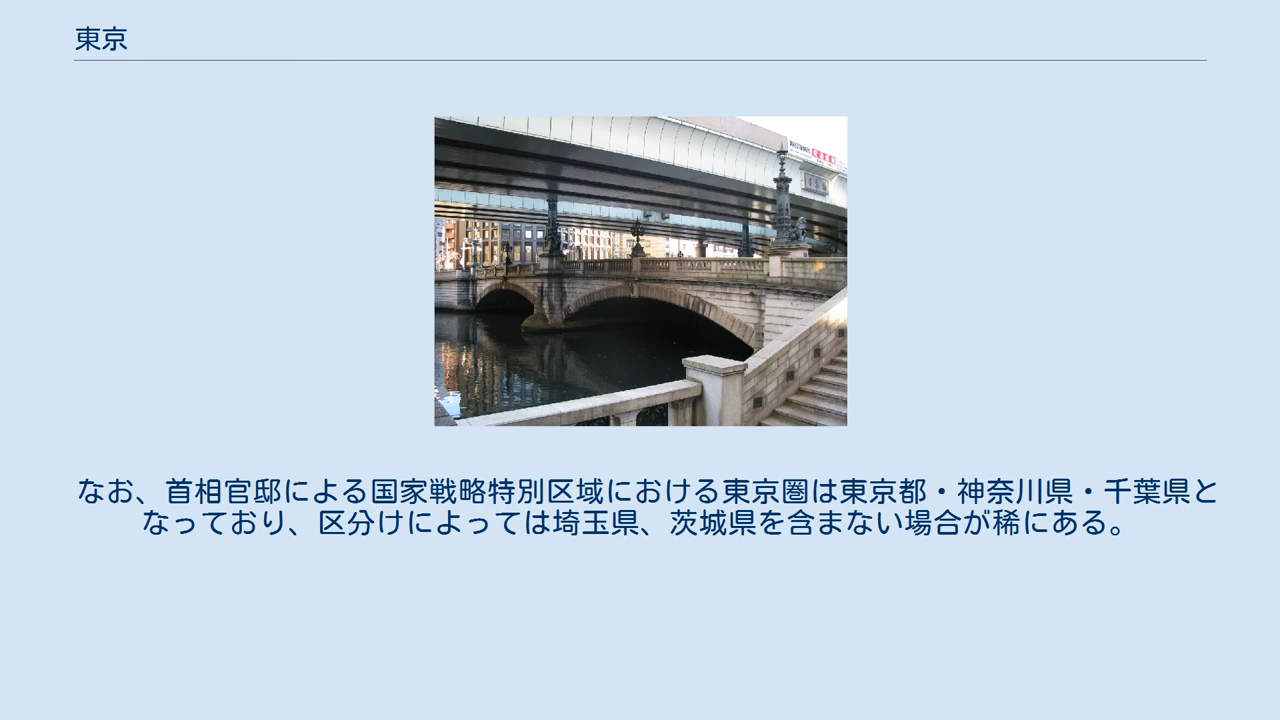 東京
なお、首相官邸による国家戦略特別区域における東京圏は東京都・神奈川県・千葉県と
なっており、区分けによっては埼玉県、茨城県を含まない場合が稀にある。